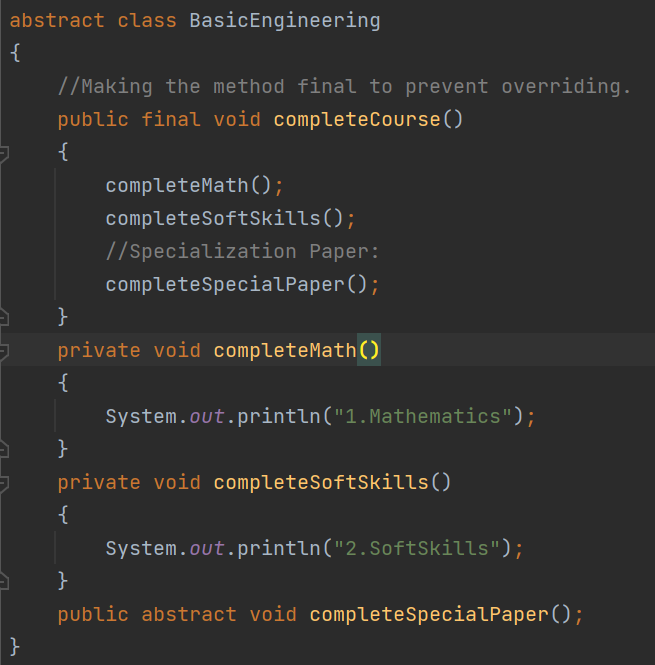 abstract class BasicEngineering
{
    //Making the method final to prevent overriding.
    public final void completeCourse()
    {
        completeMath();
        completeSoftSkills();
        //Specialization Paper:
        completeSpecialPaper();
    }
    private void completeMath()
    {
        System.out.println("1.Mathematics");
    }
    private void completeSoftSkills()
    {
        System.out.println("2.SoftSkills");
    }
    public abstract void completeSpecialPaper();
}